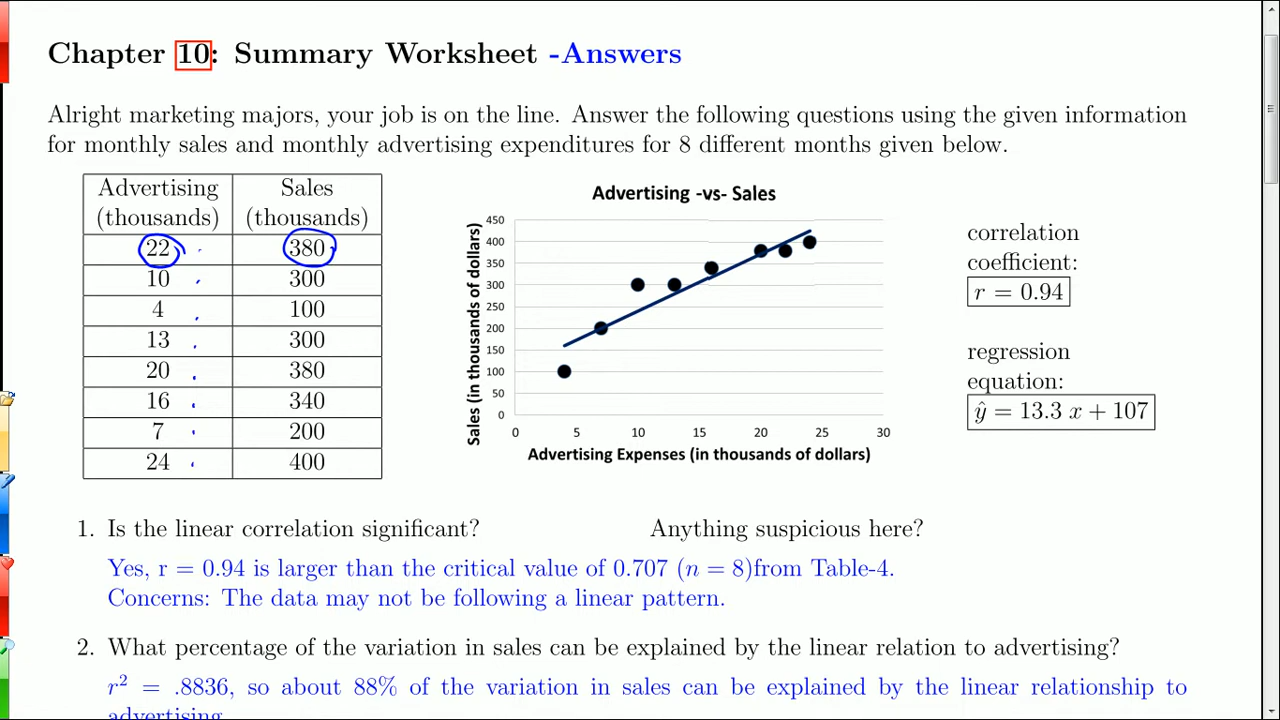 Chapter 10: Summary Worksheet -Answers
Alright marketing majors, your job is on the line. Answer the following questions using the given information
for monthly sales and monthly advertising expenditures for 8 different months given below.
Advertising Sales
(thousands) (thousands)
22 380
10 300
4 100
13 300
20 380
16 340
7 200
24 400
Advertising -vs- Sales
Sales (in thousands of dollars)
450
400
350
300
250
200
150
100
50
0
0 5 10 15 20 25 30
Advertising Expenses (in thousands of dollars)
correlation
coefficient:
r = 0.94
regression
equation:
ŷ = 13.3 x + 107
1. Is the linear correlation significant? Anything suspicious here?
Yes, r = 0.94 is larger than the critical value of 0.707 (n = 8)from Table-4.
Concerns: The data may not be following a linear pattern.
2. What percentage of the variation in sales can be explained by the linear relation to advertising?
r² = .8836, so about 88% of the variation in sales can be explained by the linear relationship to
advertising